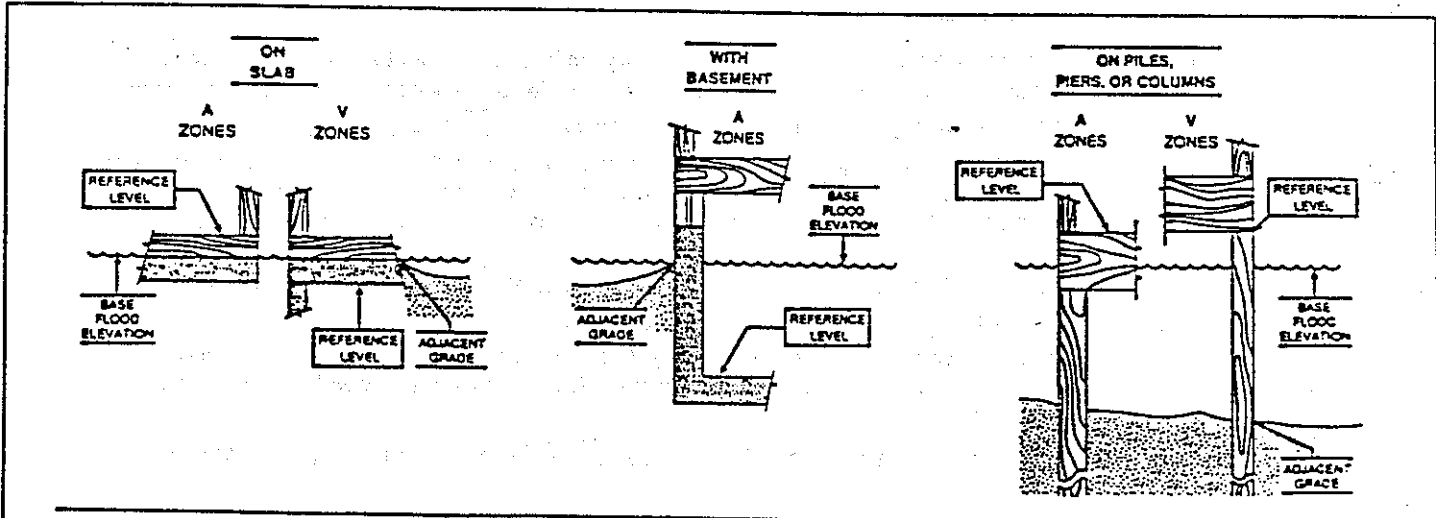 ON
SLAB
A
ZONES
V
ZONES
REFERENCE
LEVEL
BASE
FLOOD
ELEVATION
REFERENCE
LEVEL
ADJACENT
GRADE
WITH
BASEMENT
A
ZONES
BASE
FLOOD
ELEVATION
ADJACENT
GRADE
REFERENCE
LEVEL
ON PILES,
PIERS, OR COLUMNS
A
ZONES
V
ZONES
REFERENCE
LEVEL
REFERENCE
LEVEL
BASE
FLOOD
ELEVATION
ADJACENT
GRADE